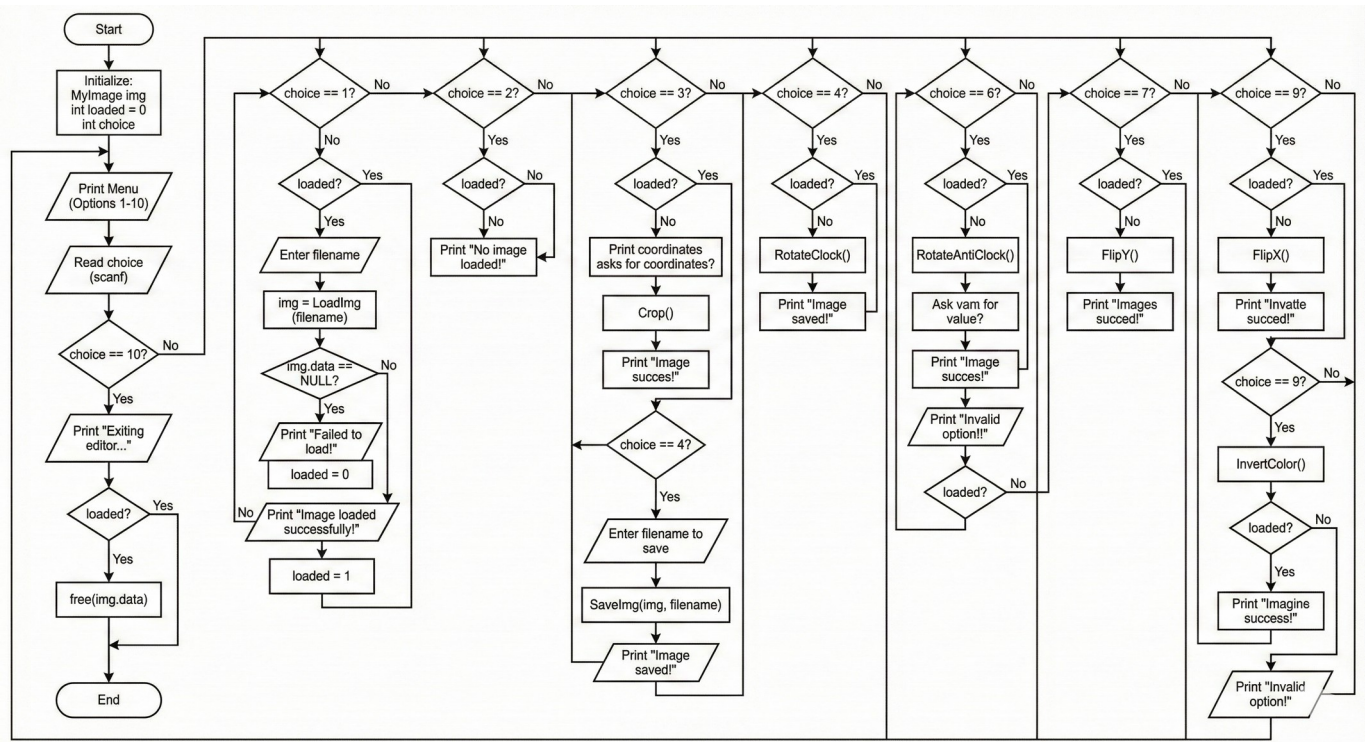 Start
Initialize:
MyImage img
int loaded = 0
int choice
Print Menu
(Options 1-10)
Read choice
(scanf)
choice == 10?
No
Yes
Print "Exiting
editor..."
loaded?
Yes
Yes
free(img.data)
End
choice == 1?
No
No
loaded?
Yes
Yes
Enter filename
img = LoadImg
(filename)
img.data ==
NULL?
No
Yes
Print "Failed to
load!"
loaded = 0
No
Print "Image loaded
successfully!"
loaded = 1
choice == 2?
No
Yes
loaded?
No
No
Print "No image
loaded!"
choice == 3?
No
Yes
loaded?
Yes
No
Print coordinates
asks for coordinates?
Crop()
Print "Image
succes!"
choice == 4?
Yes
Enter filename to
save
SaveImg(img, filename)
Print "Image
saved!"
choice == 4?
No
Yes
loaded?
Yes
No
RotateClock()
Print "Image
saved!"
choice == 6?
No
Yes
loaded?
Yes
No
RotateAntiClock()
Ask vam for
value?
Print "Image
succes!"
Print "Invalid
option!!"
loaded?
No
choice == 7?
No
Yes
loaded?
Yes
No
FlipY()
Print "Images
succed!"
choice == 9?
No
Yes
loaded?
Yes
No
FlipX()
Print "Invatle
succed!"
choice == 9?
No
Yes
InvertColor()
loaded?
No
Yes
Print "Imagine
success!"
Print "Invalid
option!"